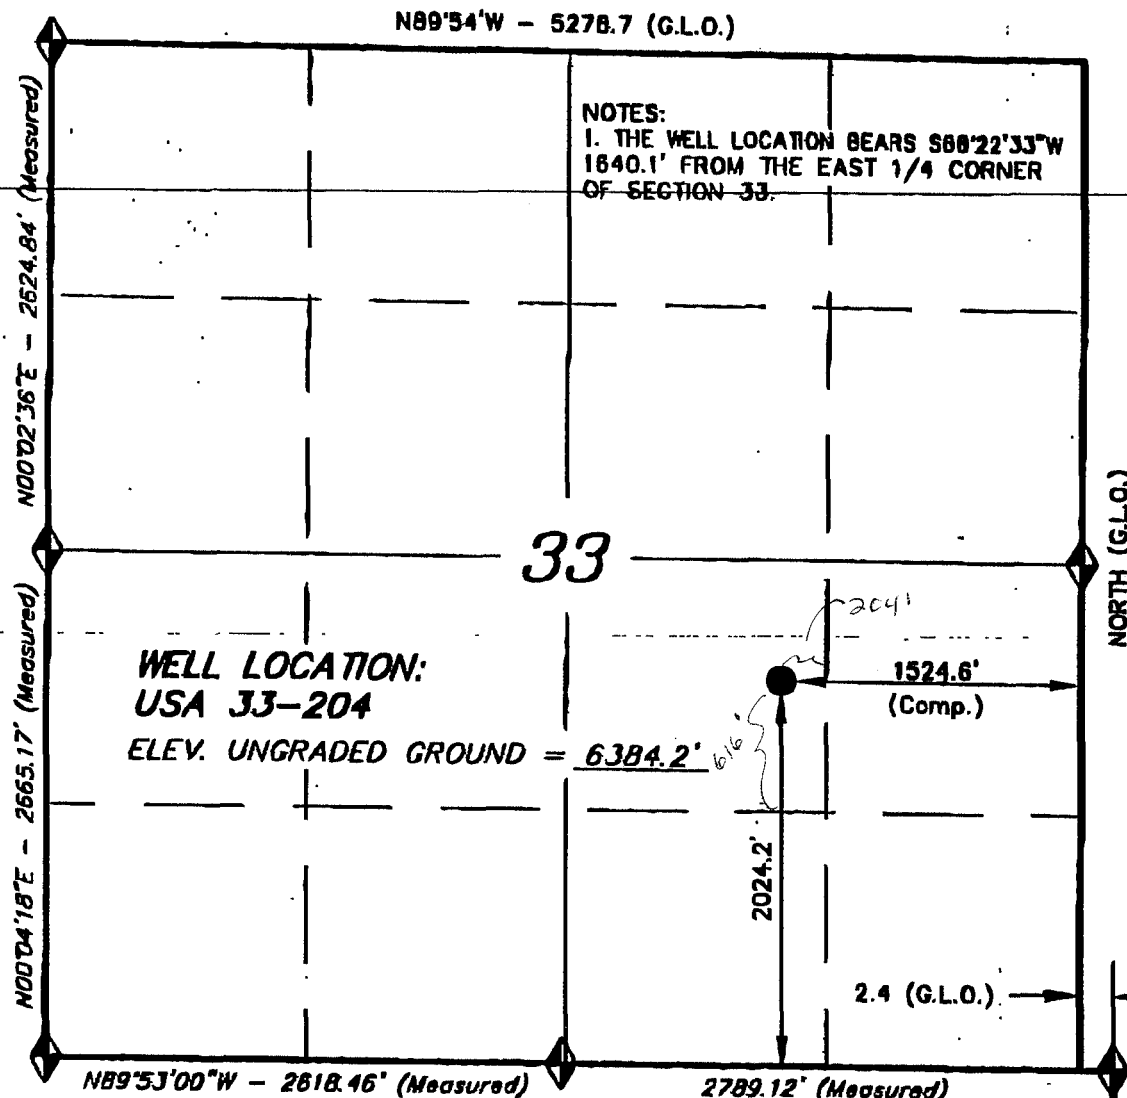 N89°54'W - 5278.7 (G.L.O.)
NOTES:
1. THE WELL LOCATION BEARS S68°22'33"W
1640.1' FROM THE EAST 1/4 CORNER
OF SECTION 33.
N00°02'36"E - 2624.84' (Measured)
33
NORTH (G.L.O.)
204'
WELL LOCATION:
USA 33-204
ELEV. UNGRADED GROUND = 6384.2'
1524.6'
(Comp.)
616'
N00°04'18"E - 2665.17' (Measured)
2024.2'
2.4 (G.L.O.)
N89°53'00"W - 2618.46' (Measured)
2789.12' (Measured)